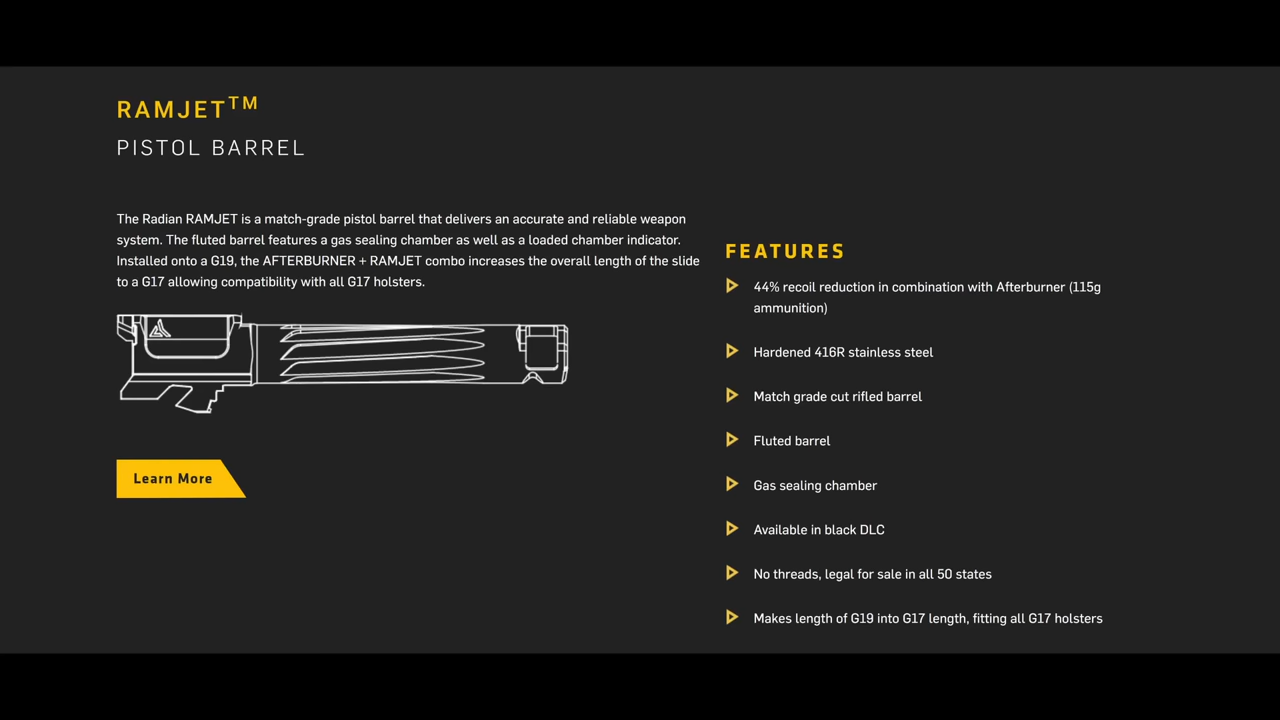 RAMJET™
PISTOL BARREL
The Radian RAMJET is a match-grade pistol barrel that delivers an accurate and reliable weapon
system. The fluted barrel features a gas sealing chamber as well as a loaded chamber indicator.
Installed onto a G19, the AFTERBURNER + RAMJET combo increases the overall length of the slide
to a G17 allowing compatibility with all G17 holsters.
Learn More
FEATURES
44% recoil reduction in combination with Afterburner (115g
ammunition)
Hardened 416R stainless steel
Match grade cut rifled barrel
Fluted barrel
Gas sealing chamber
Available in black DLC
No threads, legal for sale in all 50 states
Makes length of G19 into G17 length, fitting all G17 holsters